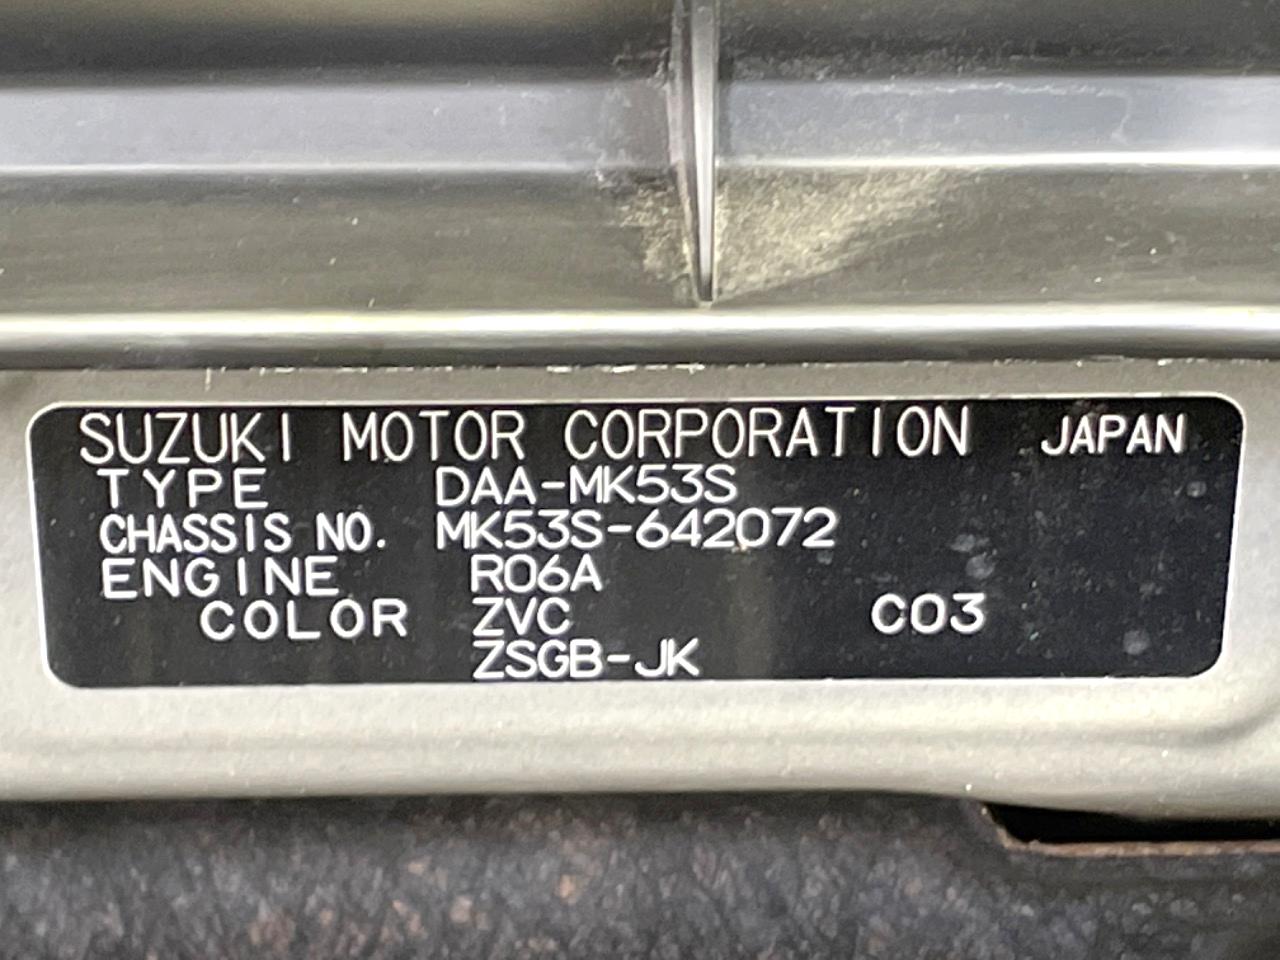 SUZUKI MOTOR CORPORATION JAPAN
TYPE DAA-MK53S
CHASSIS NO. MK53S-642072
ENGINE R06A
COLOR ZVC C03
ZSGB-JK